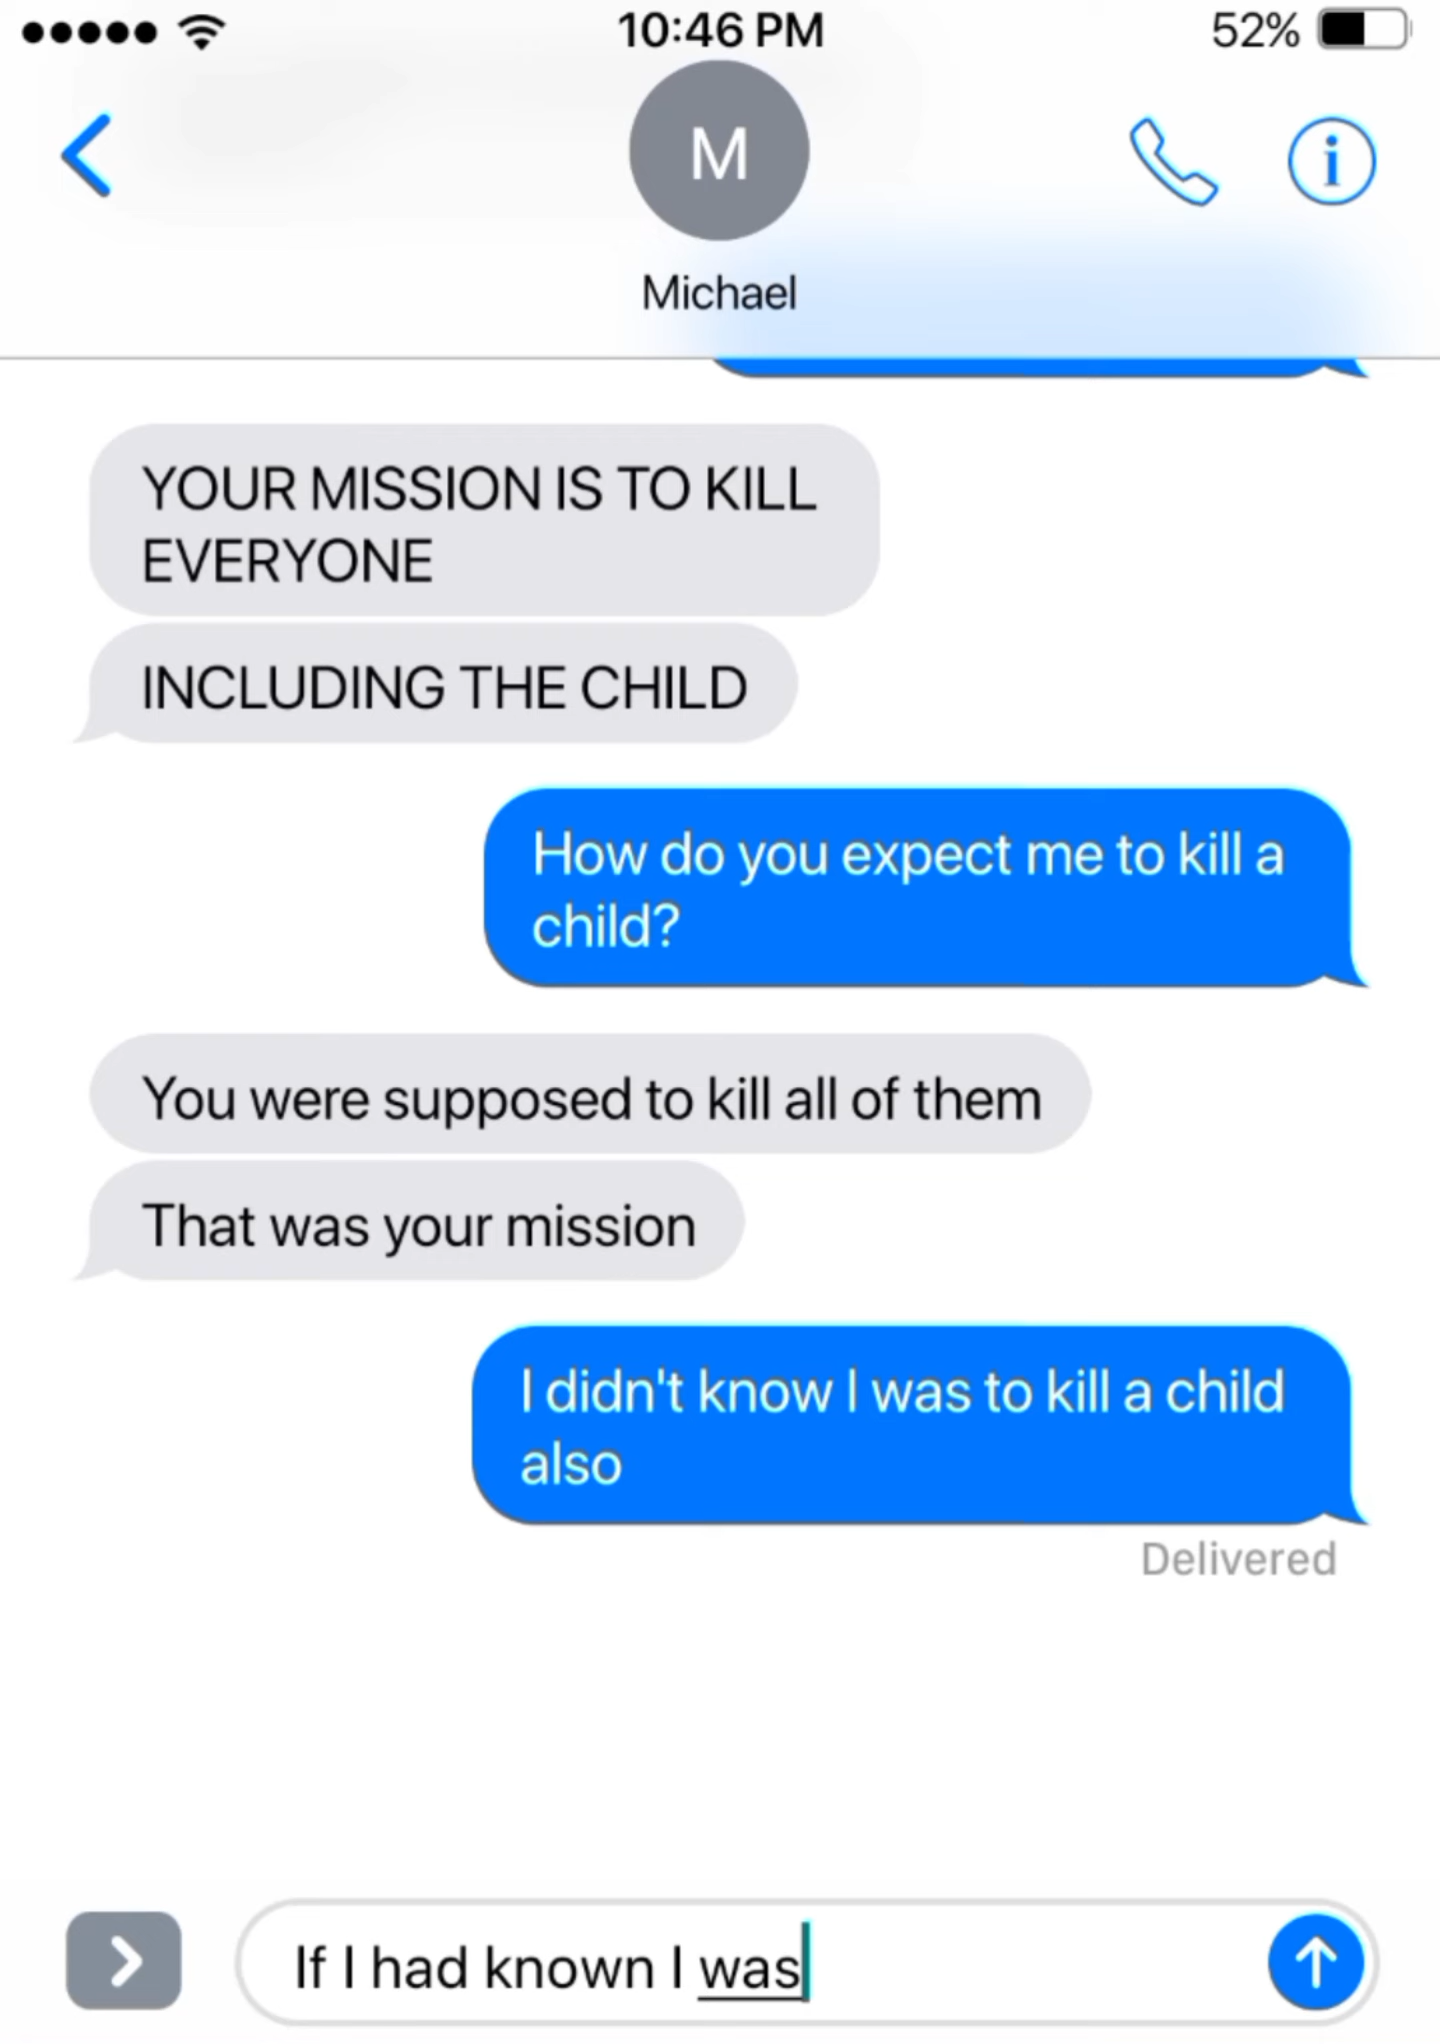 10:46 PM
52%
M
Michael
YOUR MISSION IS TO KILL
EVERYONE
INCLUDING THE CHILD
How do you expect me to kill a
child?
You were supposed to kill all of them
That was your mission
I didn't know I was to kill a child
also
Delivered
If I had known I was